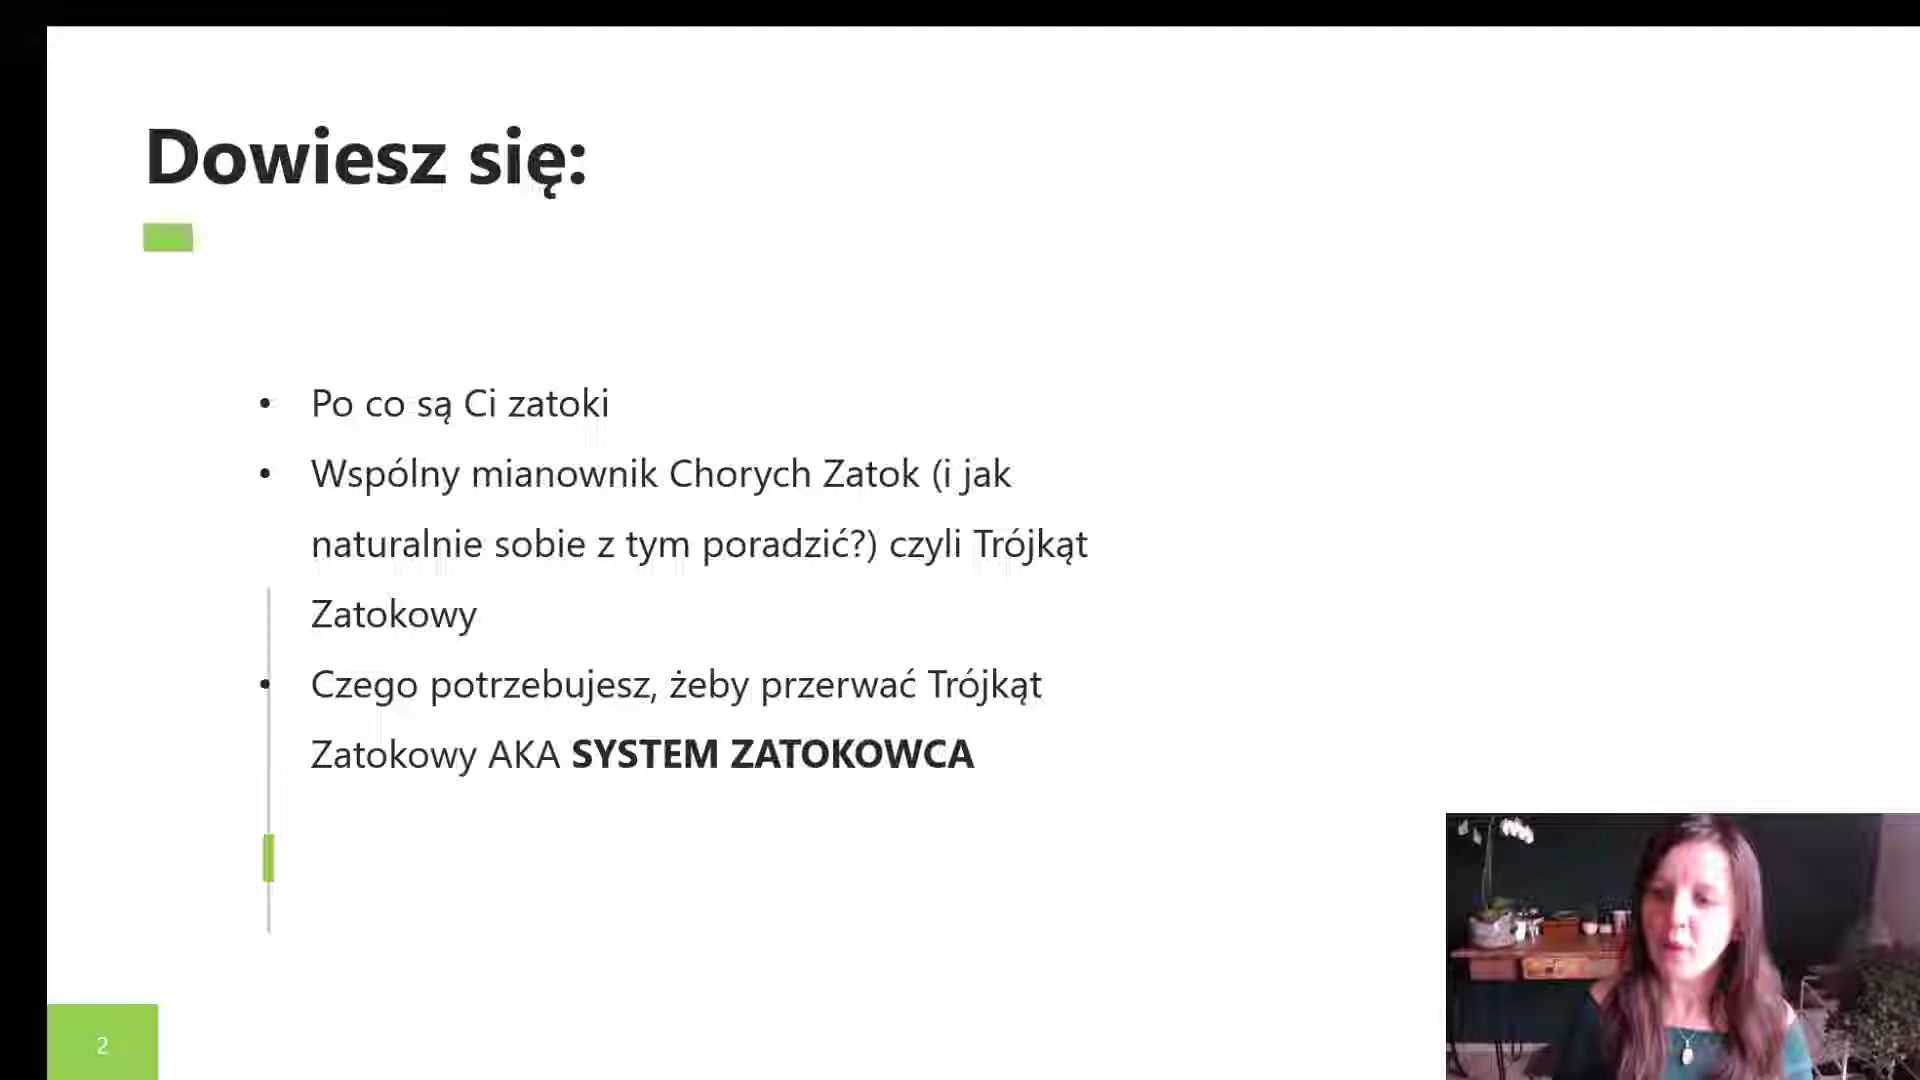 Dowiesz się:
• Po co są Ci zatoki
• Wspólny mianownik Chorych Zatok (i jak
naturalnie sobie z tym poradzić?) czyli Trójkąt
Zatokowy
• Czego potrzebujesz, żeby przerwać Trójkąt
Zatokowy AKA SYSTEM ZATOKOWCA
2